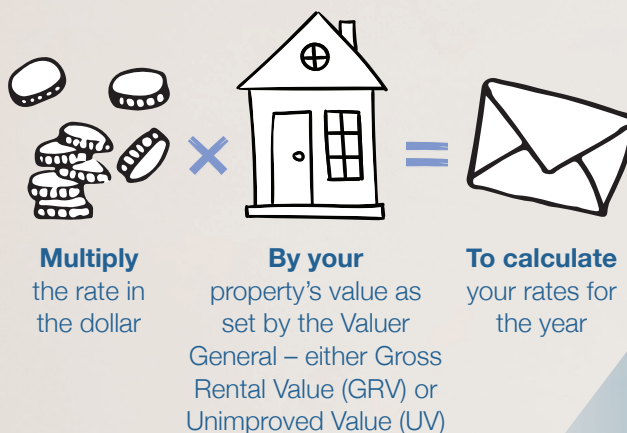 Multiply
the rate in
the dollar
By your
property's value as
set by the Valuer
General – either Gross
Rental Value (GRV) or
Unimproved Value (UV)
To calculate
your rates for
the year